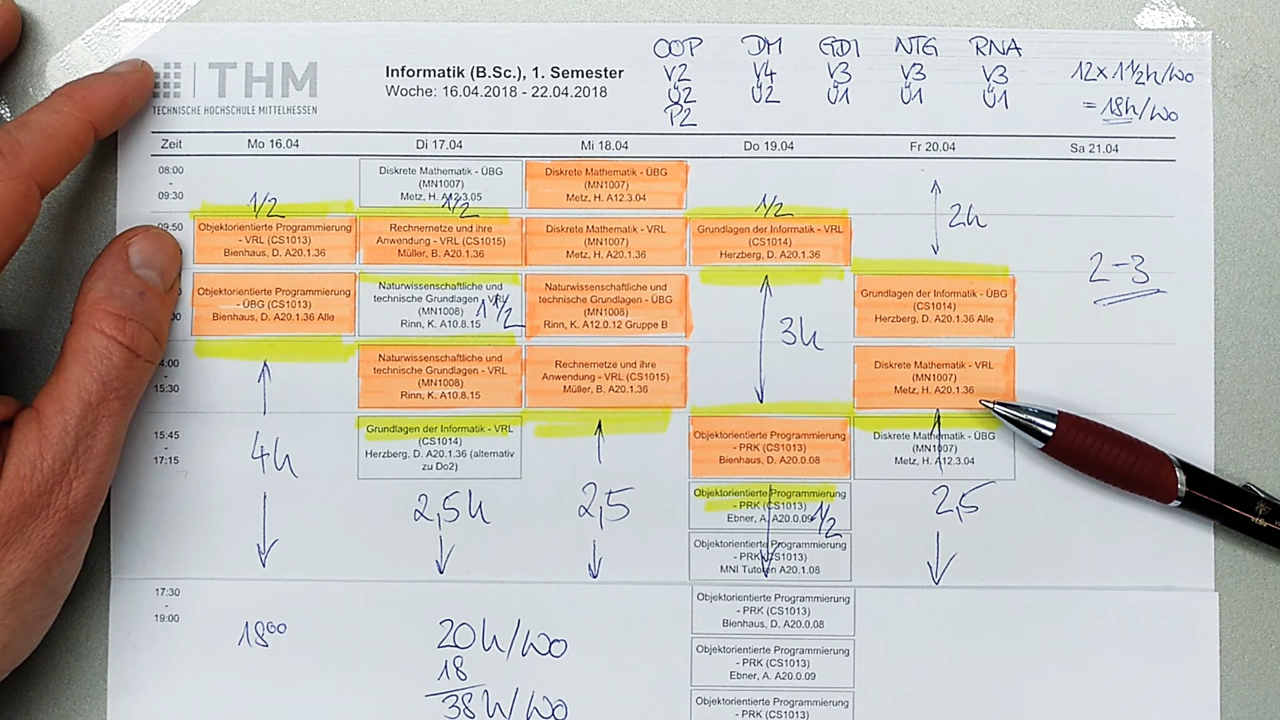 THM
TECHNISCHE HOCHSCHULE MITTELHESSEN
Informatik (B.Sc.), 1. Semester
Woche: 16.04.2018 - 22.04.2018
OOP DM GDI NTG RNA
V2 V4 V3 V3 V3
Ü2 Ü2 Ü1 Ü1 Ü1
P2
12 x 1 1/2h/Wo
= 18h/Wo
Zeit Mo 16.04 Di 17.04 Mi 18.04 Do 19.04 Fr 20.04 Sa 21.04
08:00
-
09:30
Diskrete Mathematik - ÜBG
(MN1007)
Metz, H. A12.3.05
Diskrete Mathematik - ÜBG
(MN1007)
Metz, H. A12.3.04
1/2
1/2
1/2
2h
09:50
Objektorientierte Programmierung
- VRL (CS1013)
Bienhaus, D. A20.1.36
Rechnernetze und ihre
Anwendung - VRL (CS1015)
Müller, B. A20.1.36
Diskrete Mathematik - VRL
(MN1007)
Metz, H. A20.1.36
Grundlagen der Informatik - VRL
(CS1014)
Herzberg, D. A20.1.36
2-3
Objektorientierte Programmierung
- ÜBG (CS1013)
Bienhaus, D. A20.1.36 Alle
Naturwissenschaftliche und
technische Grundlagen - VRL
(MN1008)
Rinn, K. A10.8.15
1 1/2
Naturwissenschaftliche und
technische Grundlagen - ÜBG
(MN1008)
Rinn, K. A12.0.12 Gruppe B
3h
Grundlagen der Informatik - ÜBG
(CS1014)
Herzberg, D. A20.1.36 Alle
4:00
-
15:30
Naturwissenschaftliche und
technische Grundlagen - VRL
(MN1008)
Rinn, K. A10.8.15
Rechnernetze und ihre
Anwendung - VRL (CS1015)
Müller, B. A20.1.36
Diskrete Mathematik - VRL
(MN1007)
Metz, H. A20.1.36
15:45
-
17:15
4h
Grundlagen der Informatik - VRL
(CS1014)
Herzberg, D. A20.1.36 (alternativ
zu Do2)
2,5h
2,5
Objektorientierte Programmierung
- PRK (CS1013)
Bienhaus, D. A20.0.08
Objektorientierte Programmierung
- PRK (CS1013)
Ebner, A. A20.0.09
1/2
Objektorientierte Programmierung
- PRK (CS1013)
MNI Tutoren A20.1.08
Diskrete Mathematik - ÜBG
(MN1007)
Metz, H. A12.3.04
2,5
17:30
-
19:00
18⁰⁰
20h/Wo
18
38h/Wo
Objektorientierte Programmierung
- PRK (CS1013)
Bienhaus, D. A20.0.08
Objektorientierte Programmierung
- PRK (CS1013)
Ebner, A. A20.0.09
Objektorientierte Programmierung
- PRK (CS1013)